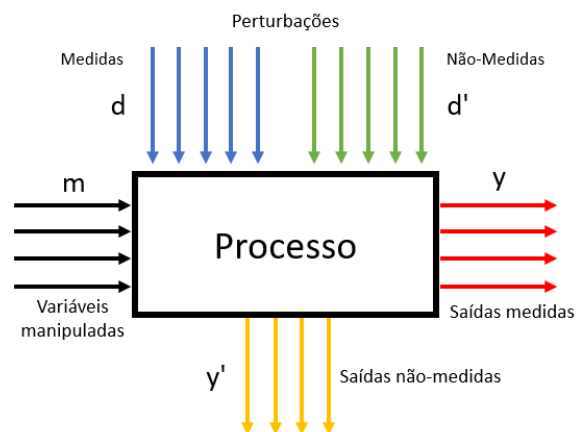 Perturbações
Medidas
Não-Medidas
d
d'
m
y
Processo
Variáveis
manipuladas
Saídas medidas
y'
Saídas não-medidas